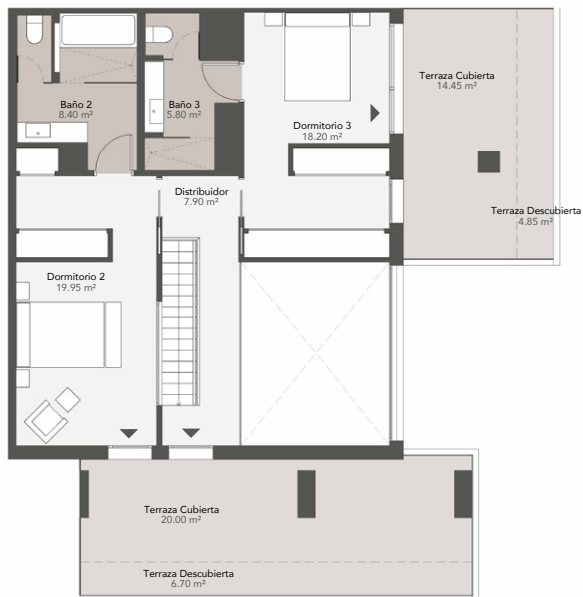 Terraza Cubierta
14.45 m²
Baño 2
8.40 m²
Baño 3
5.80 m²
Dormitorio 3
18.20 m²
Distribuidor
7.90 m²
Terraza Descubierta
4.85 m²
Dormitorio 2
19.95 m²
Terraza Cubierta
20.00 m²
Terraza Descubierta
6.70 m²